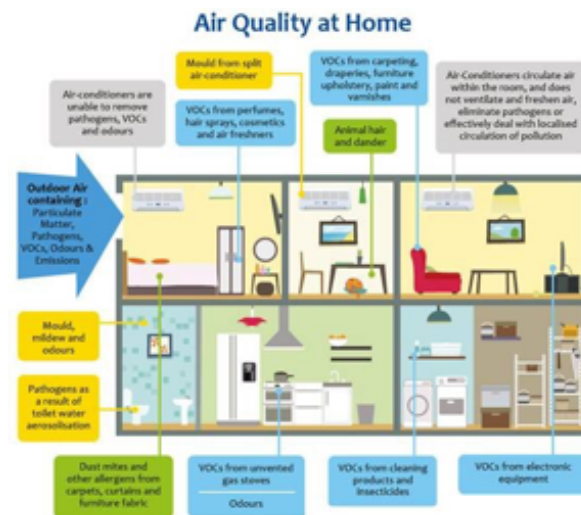 Air Quality at Home
Air-conditioners are
unable to remove
pathogens, VOCs
and odours
Mould from split
air-conditioner
VOCs from perfumes,
hair sprays, cosmetics
and air freshners
VOCs from carpeting,
draperies, furniture
upholstery, paint and
varnishes
Animal hair
and dander
Air-Conditioners circulate air
within the room, and does
not ventilate and freshen air,
eliminate pathogens or
effectively deal with localised
circulation of pollution
Outdoor Air
containing :
Particulate
Matter,
Pathogens,
VOCs, Odours &
Emissions
Mould,
mildew and
odours
Pathogens as
a result of
toilet water
aerosolisation
Dust mites and
other allergens from
carpets, curtains and
furniture fabric
VOCs from unvented
gas stoves
Odours
VOCs from cleaning
products and
insecticides
VOCs from electronic
equipment